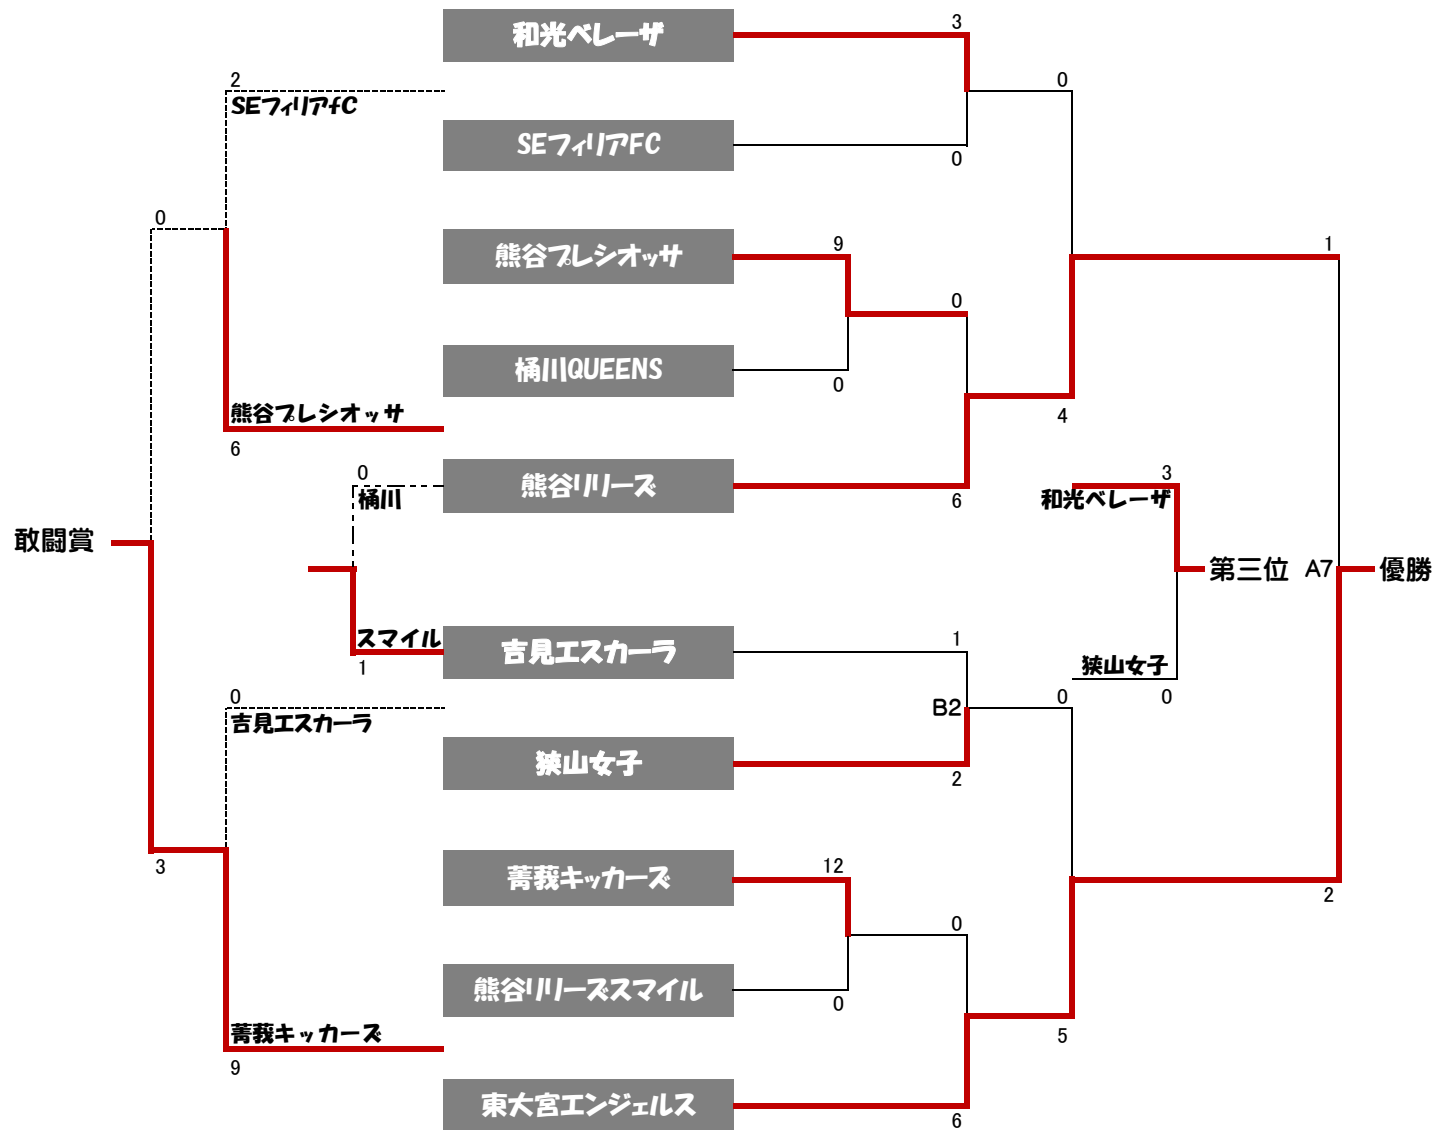 和光ベレーザ
3
2
0
SEフィリアfC
SEフィリアFC
0
0
熊谷プレシオッサ
9
1
0
桶川QUEENS
0
熊谷プレシオッサ
4
6
0
熊谷リリーズ
3
桶川
6
和光ベレーザ
敢闘賞
第三位
A7
優勝
スマイル
吉見エスカーラ
1
1
狭山女子
0
0
0
吉見エスカーラ
B2
狭山女子
2
菁莪キッカーズ
12
3
2
0
熊谷リリーズスマイル
0
菁莪キッカーズ
5
9
東大宮エンジェルス
6